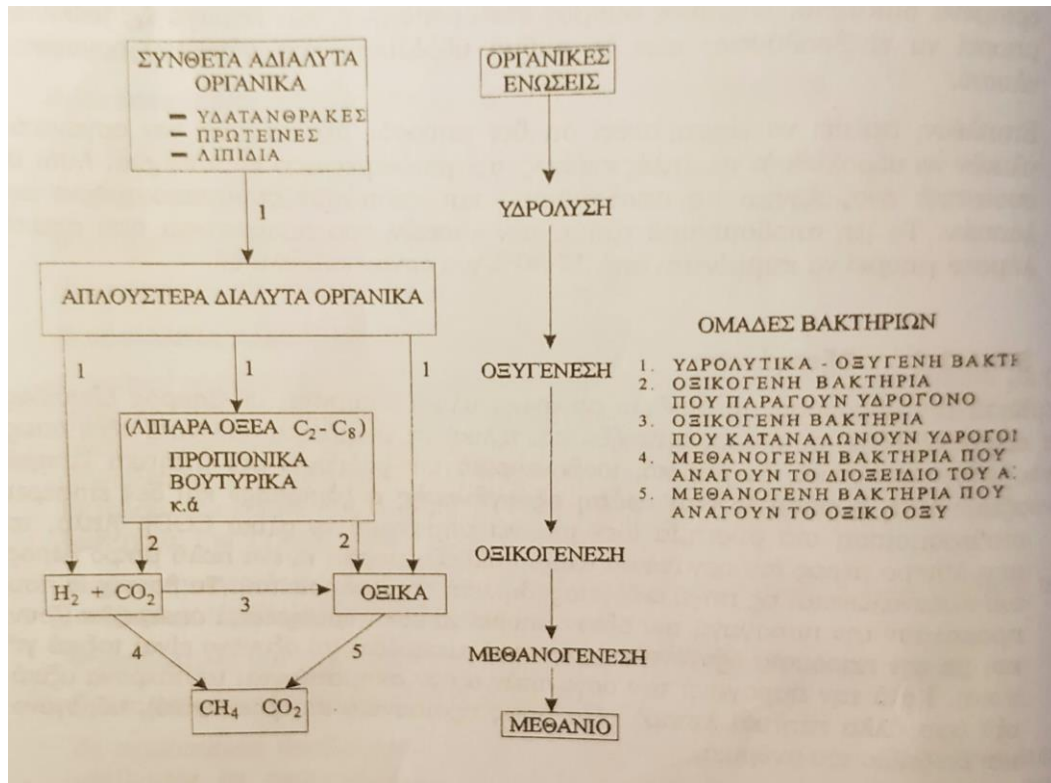 ΣΥΝΘΕΤΑ ΑΔΙΑΛΥΤΑ
ΟΡΓΑΝΙΚΑ
– ΥΔΑΤΑΝΘΡΑΚΕΣ
– ΠΡΩΤΕΙΝΕΣ
– ΛΙΠΙΔΙΑ
1
ΑΠΛΟΥΣΤΕΡΑ ΔΙΑΛΥΤΑ ΟΡΓΑΝΙΚΑ
1 1 1
(ΛΙΠΑΡΑ ΟΞΕΑ C₂ - C₈)
ΠΡΟΠΙΟΝΙΚΑ
ΒΟΥΤΥΡΙΚΑ
κ.ά
2 2
H₂ + CO₂ 3 ΟΞΙΚΑ
4 5
CH₄ CO₂
ΟΡΓΑΝΙΚΕΣ
ΕΝΩΣΕΙΣ
ΥΔΡΟΛΥΣΗ
ΟΞΥΓΕΝΕΣΗ
ΟΞΙΚΟΓΕΝΕΣΗ
ΜΕΘΑΝΟΓΕΝΕΣΗ
ΜΕΘΑΝΙΟ
ΟΜΑΔΕΣ ΒΑΚΤΗΡΙΩΝ
1. ΥΔΡΟΛΥΤΙΚΑ - ΟΞΥΓΕΝΗ ΒΑΚΤΗ
2. ΟΞΙΚΟΓΕΝΗ ΒΑΚΤΗΡΙΑ
ΠΟΥ ΠΑΡΑΓΟΥΝ ΥΔΡΟΓΟΝΟ
3. ΟΞΙΚΟΓΕΝΗ ΒΑΚΤΗΡΙΑ
ΠΟΥ ΚΑΤΑΝΑΛΩΝΟΥΝ ΥΔΡΟΓΟ
4. ΜΕΘΑΝΟΓΕΝΗ ΒΑΚΤΗΡΙΑ ΠΟΥ
ΑΝΑΓΟΥΝ ΤΟ ΔΙΟΞΕΙΔΙΟ ΤΟΥ Α
5. ΜΕΘΑΝΟΓΕΝΗ ΒΑΚΤΗΡΙΑ ΠΟΥ
ΑΝΑΓΟΥΝ ΤΟ ΟΞΙΚΟ ΟΞΥ